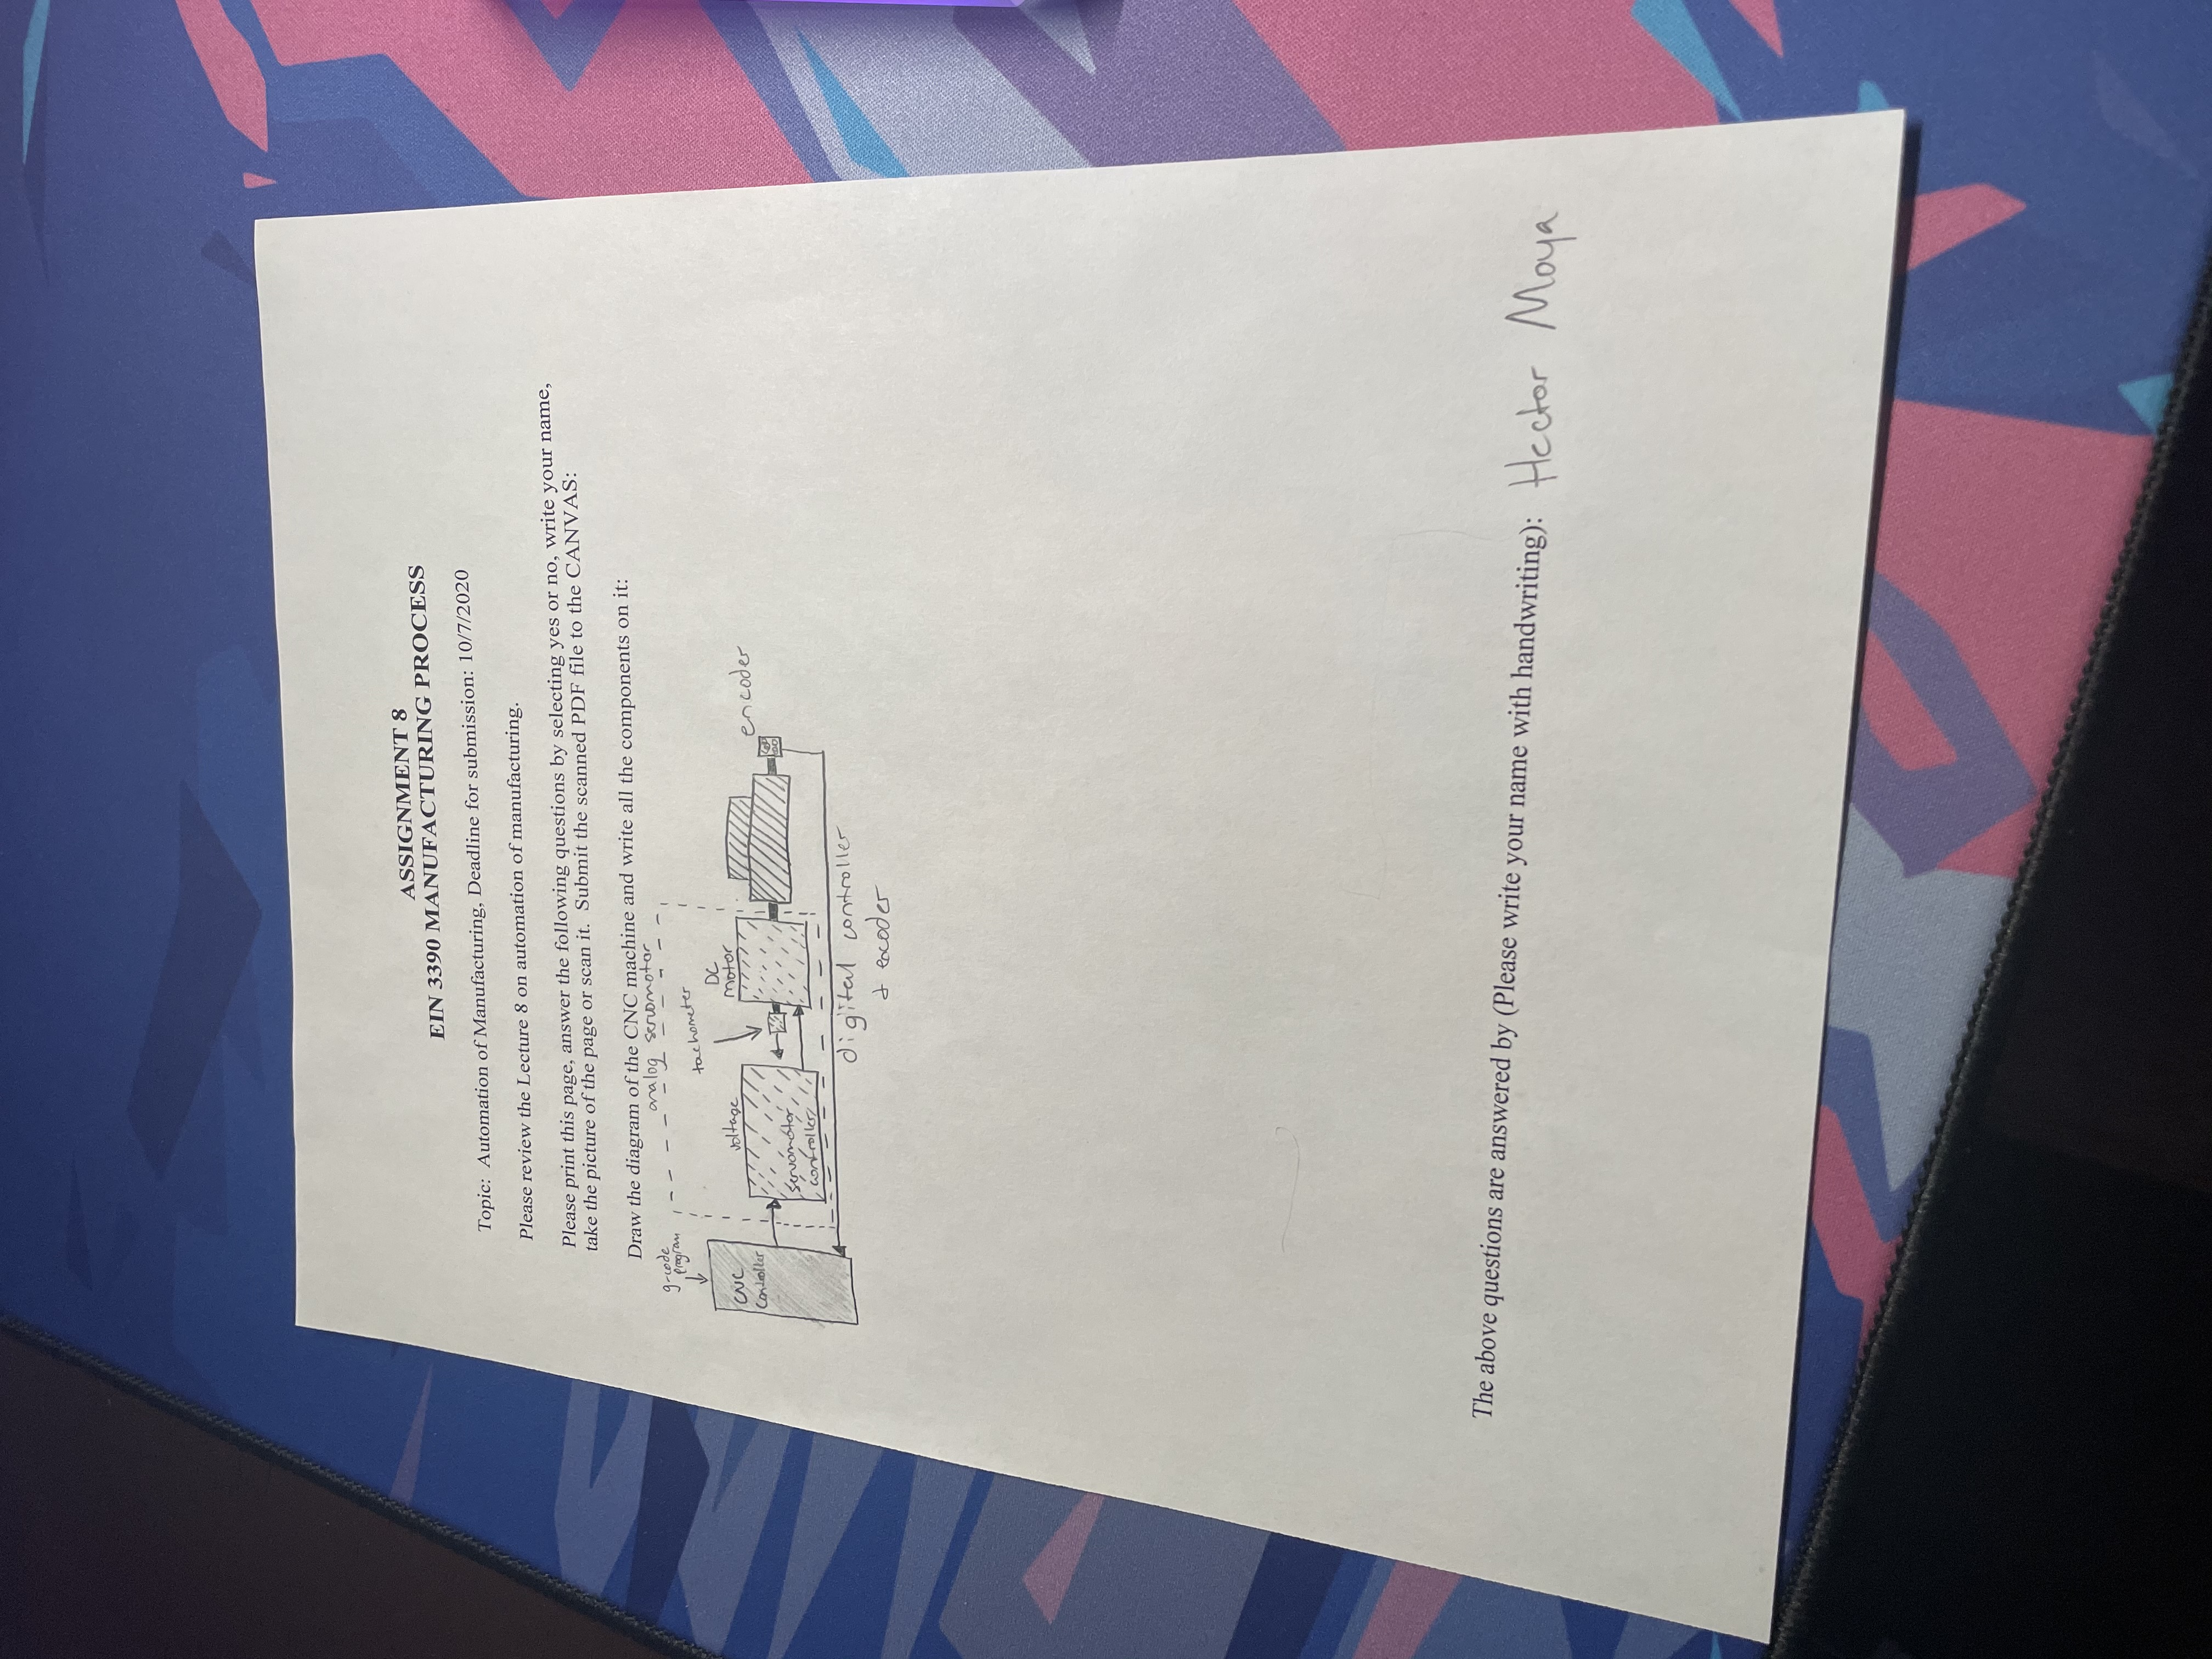 ASSIGNMENT 8
EIN 3390 MANUFACTURING PROCESS
Topic: Automation of Manufacturing, Deadline for submission: 10/7/2020
Please review the Lecture 8 on automation of manufacturing.
Please print this page, answer the following questions by selecting yes or no, write your name,
take the picture of the page or scan it. Submit the scanned PDF file to the CANVAS:
Draw the diagram of the CNC machine and write all the components on it:
analog servomotor
g-code
program
tachometer
DC
motor
voltage
CNC
Controller
encoder
servomotor
controller
digital controller
& encoder
The above questions are answered by (Please write your name with handwriting): Hector Moya